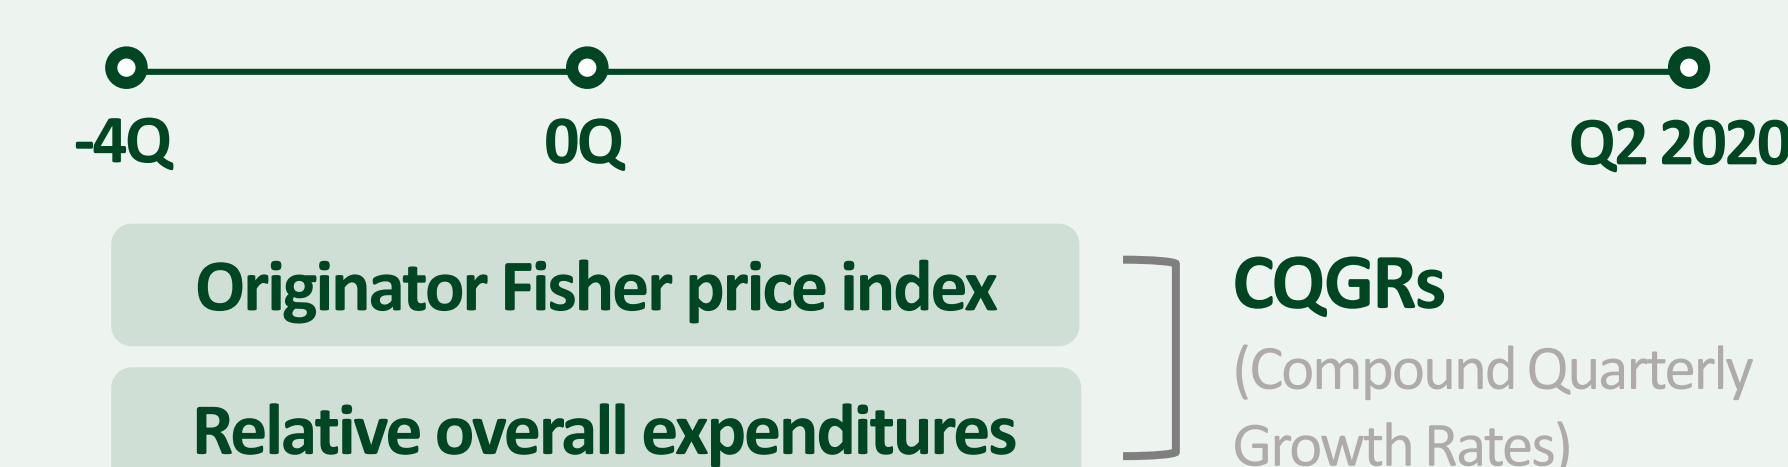 -4Q 0Q Q2 2020
Originator Fisher price index
CQGRs
(Compound Quarterly
Growth Rates)
Relative overall expenditures